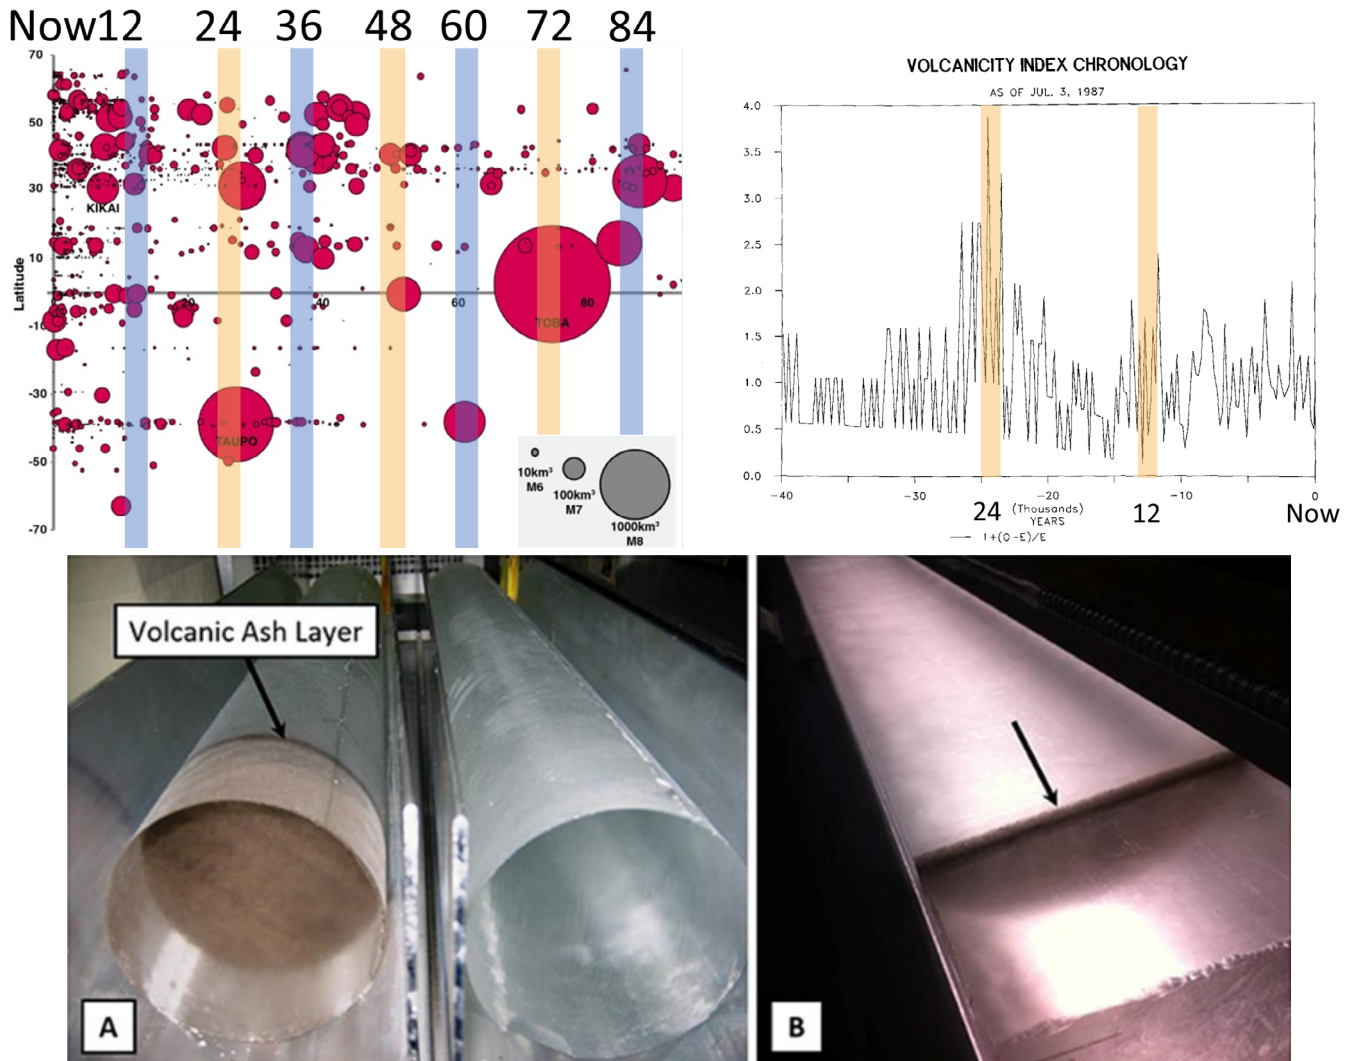 Now 12 24 36 48 60 72 84
70
50
30
10
-10
-30
-50
-70
Latitude
20 40 60 80
KIKAI
TOBA
TAUPO
10km³
M6
100km³
M7
1000km³
M8
VOLCANICITY INDEX CHRONOLOGY
AS OF JUL. 3, 1987
4.0
3.5
3.0
2.5
2.0
1.5
1.0
0.5
0.0
-40 -30 -20 -10 0
24 (Thousands) 12 Now
YEARS
1+(O-E)/E
Volcanic Ash Layer
A
B